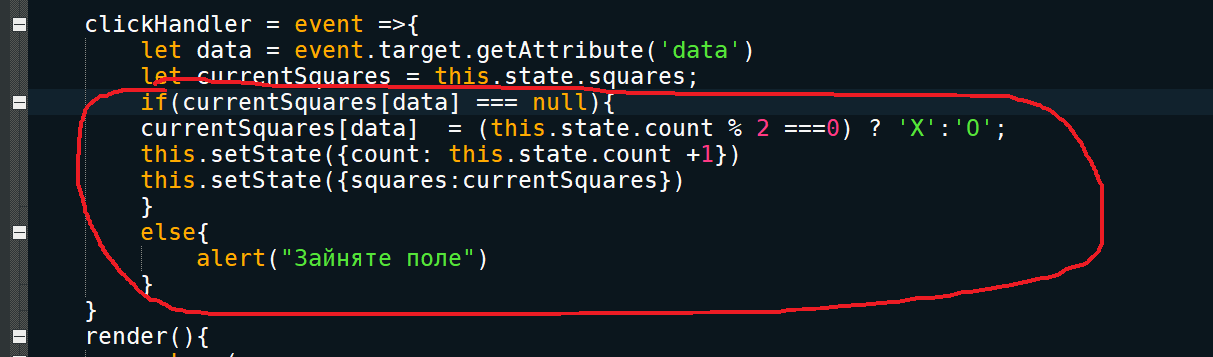 clickHandler = event =>{
let data = event.target.getAttribute('data')
let currentSquares = this.state.squares;
if(currentSquares[data] === null){
currentSquares[data]  = (this.state.count % 2 ===0) ? 'X':'O';
this.setState({count: this.state.count +1})
this.setState({squares:currentSquares})
}
else{
alert("Зайняте поле")
}
}
render(){